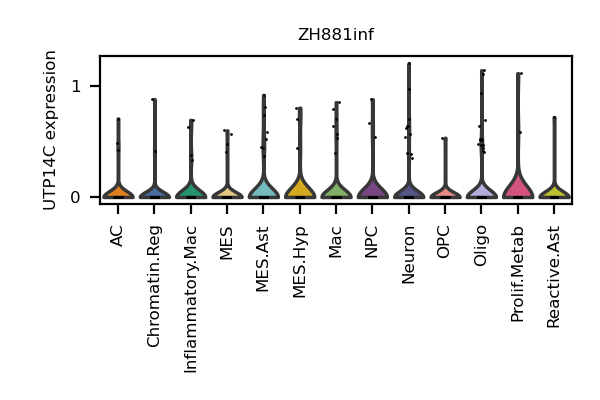 ZH881inf
UTP14C expression
1
0
AC
Chromatin.Reg
Inflammatory.Mac
MES
MES.Ast
MES.Hyp
Mac
NPC
Neuron
OPC
Oligo
Prolif.Metab
Reactive.Ast